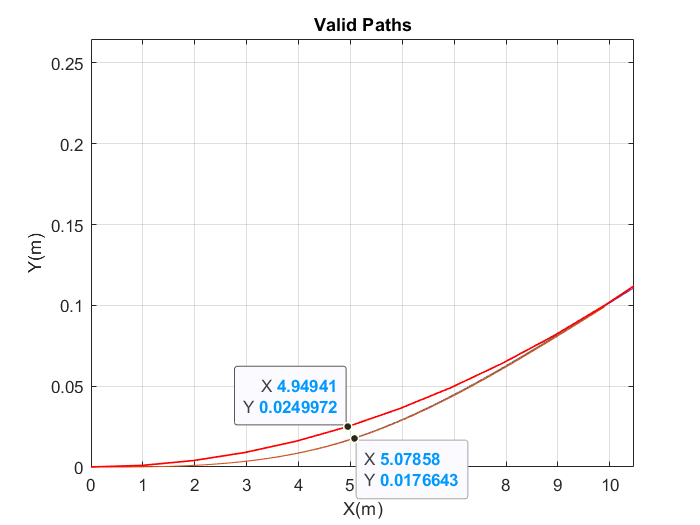 Valid Paths
0.25
0.2
0.15
0.1
0.05
0
Y(m)
X 4.94941
Y 0.0249972
X 5.07858
Y 0.0176643
0 1 2 3 4 5 8 9 10
X(m)